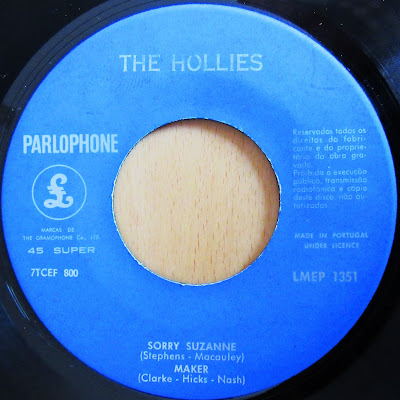 THE HOLLIES
PARLOPHONE
£
MARCAS DE
THE GRAMOPHONE Co., LTD.
45 SUPER
7TCEF 800
Reservados todos os
direitos do fabri-
cante e do proprie-
tário da obra gra-
vada.
Proibida a execução
pública, transmissão
radiofónica e cópia
deste disco, não au-
torizadas
MADE IN PORTUGAL
UNDER LICENCE
LMEP 1351
SORRY SUZANNE
(Stephens - Macauley)
MAKER
(Clarke - Hicks - Nash)